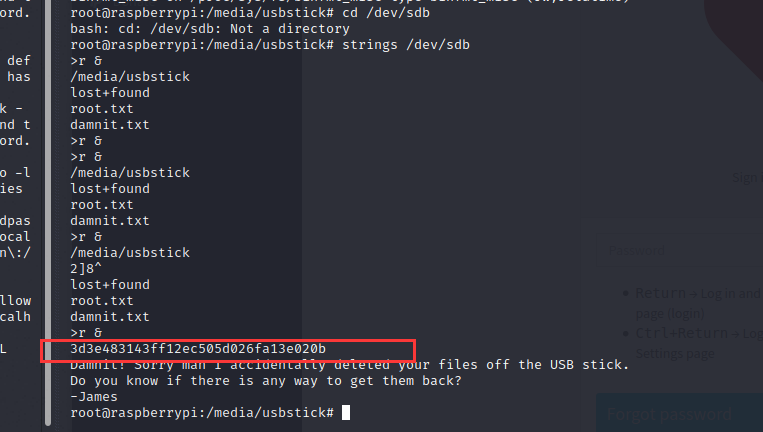 root@raspberrypi:/media/usbstick# cd /dev/sdb
bash: cd: /dev/sdb: Not a directory
root@raspberrypi:/media/usbstick# strings /dev/sdb
>r &
/media/usbstick
lost+found
root.txt
damnit.txt
>r &
>r &
/media/usbstick
lost+found
root.txt
damnit.txt
>r &
/media/usbstick
2]8^
lost+found
root.txt
damnit.txt
>r &
3d3e483143ff12ec505d026fa13e020b
Damnit! Sorry man I accidentally deleted your files off the USB stick.
Do you know if there is any way to get them back?
-James
root@raspberrypi:/media/usbstick#
ord.
def
has
k -
nd t
ord.
o -l
ies
dpas
ocal
n\:/
llow
calh
L
Sign
Password
Return → Log in and
page (login)
Ctrl+Return → Log
Settings page
Forgot password